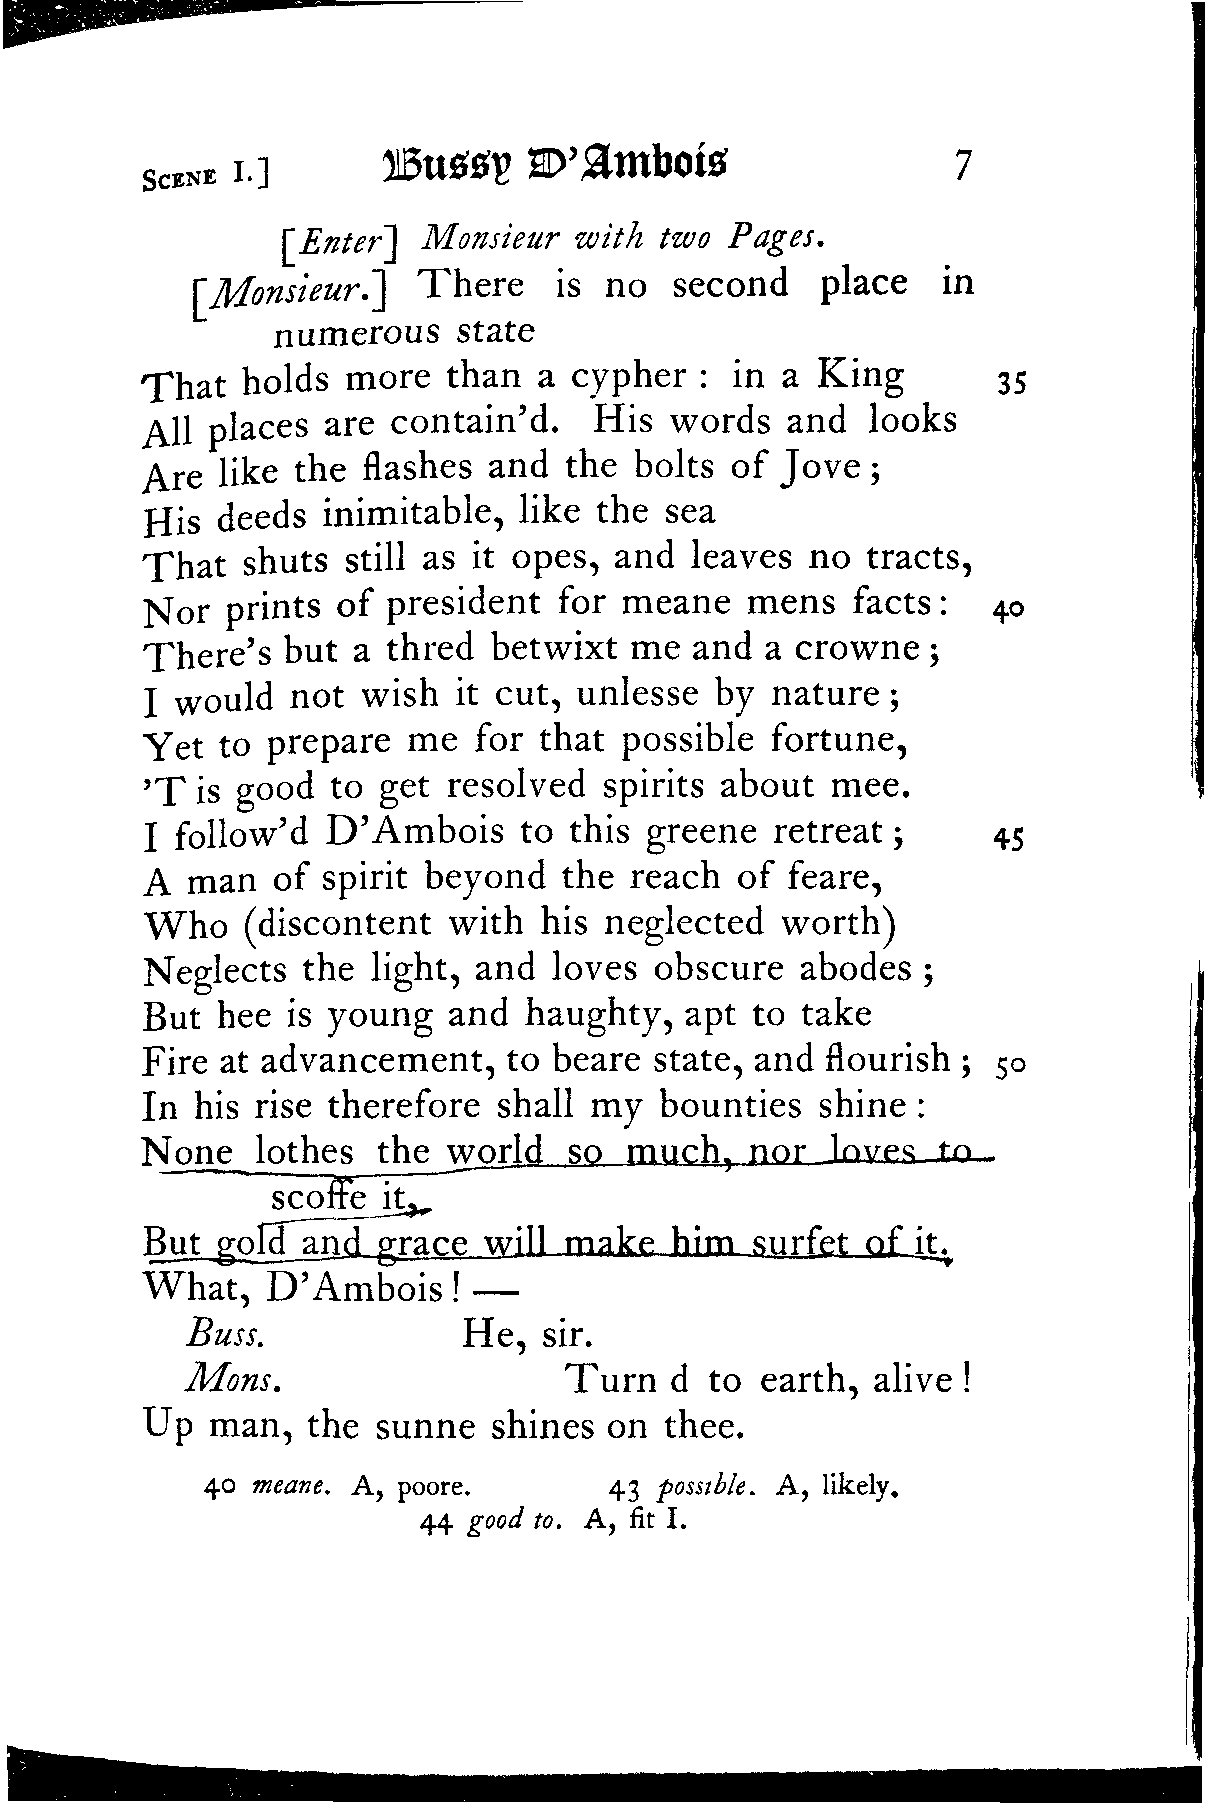 SCENE I.] Bussy D'Ambois 7
[Enter] Monsieur with two Pages.
[Monsieur.] There is no second place in
numerous state
That holds more than a cypher : in a King 35
All places are contain'd. His words and looks
Are like the flashes and the bolts of Jove ;
His deeds inimitable, like the sea
That shuts still as it opes, and leaves no tracts,
Nor prints of president for meane mens facts : 40
There's but a thred betwixt me and a crowne ;
I would not wish it cut, unlesse by nature ;
Yet to prepare me for that possible fortune,
'T is good to get resolved spirits about mee.
I follow'd D'Ambois to this greene retreat ; 45
A man of spirit beyond the reach of feare,
Who (discontent with his neglected worth)
Neglects the light, and loves obscure abodes ;
But hee is young and haughty, apt to take
Fire at advancement, to beare state, and flourish ; 50
In his rise therefore shall my bounties shine :
None lothes the world so much, nor loves to
scoffe it,
But gold and grace will make him surfet of it.
What, D'Ambois ! —
Buss. He, sir.
Mons. Turn d to earth, alive !
Up man, the sunne shines on thee.
40 meane. A, poore. 43 possible. A, likely.
44 good to. A, fit I.